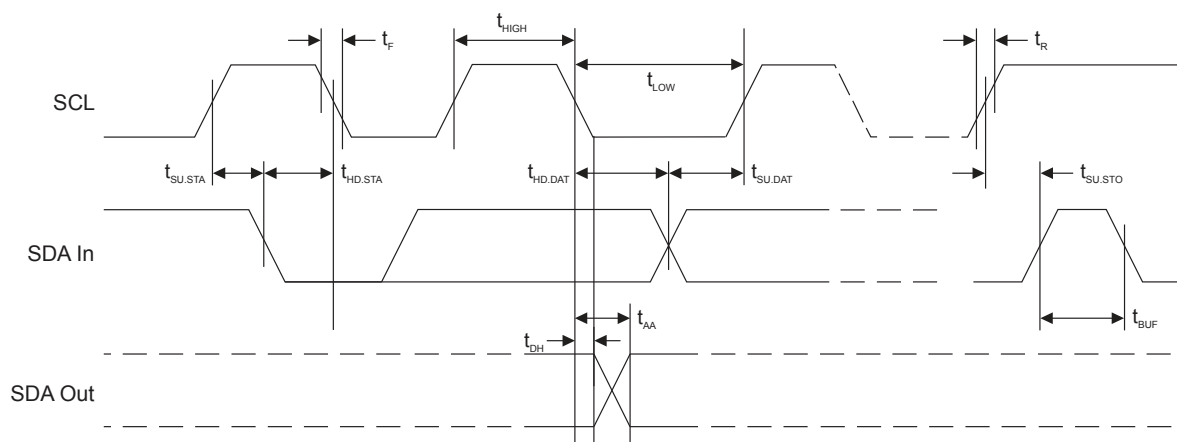 tHIGH
tF
tR
tLOW
SCL
tSU.STA
tHD.STA
tHD.DAT
tSU.DAT
tSU.STO
SDA In
tAA
tBUF
tDH
SDA Out